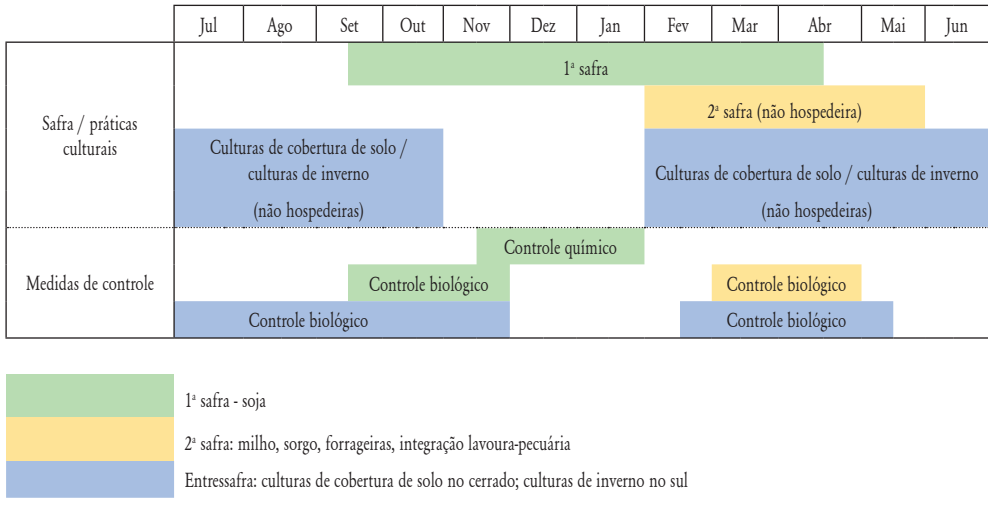 Jul Ago Set Out Nov Dez Jan Fev Mar Abr Mai Jun
Safra / práticas
culturais
1ª safra
2ª safra (não hospedeira)
Culturas de cobertura de solo /
culturas de inverno
(não hospedeiras)
Culturas de cobertura de solo / culturas de inverno
(não hospedeiras)
Medidas de controle
Controle químico
Controle biológico
Controle biológico
Controle biológico
Controle biológico
1ª safra - soja
2ª safra: milho, sorgo, forrageiras, integração lavoura-pecuária
Entressafra: culturas de cobertura de solo no cerrado; culturas de inverno no sul